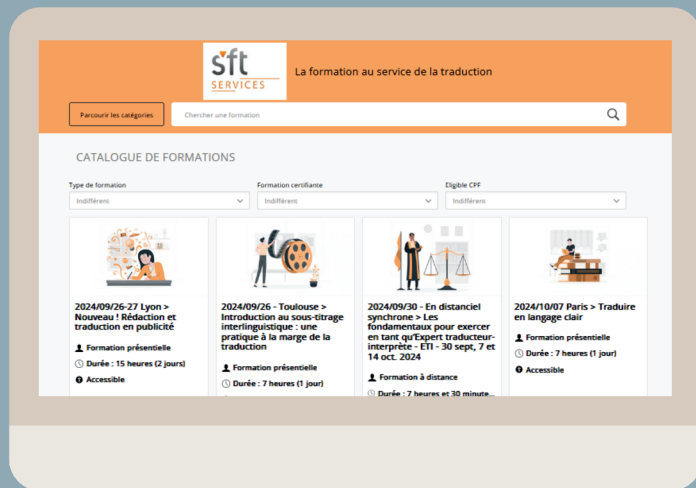 sft
SERVICES
La formation au service de la traduction
Parcourir les catégories
Chercher une formation
CATALOGUE DE FORMATIONS
Type de formation
Formation certifiante
Eligible CPF
Indifférent
Indifférent
Indifférent
2024/09/26-27 Lyon >
Nouveau ! Rédaction et
traduction en publicité
Formation présentielle
Durée : 15 heures (2 jours)
Accessible
2024/09/26 - Toulouse >
Introduction au sous-titrage
interlinguistique : une
pratique à la marge de la
traduction
Formation présentielle
Durée : 7 heures (1 jour)
2024/09/30 - En distanciel
synchrone > Les
fondamentaux pour exercer
en tant qu'Expert traducteur-
interprète - ETI - 30 sept, 7 et
14 oct. 2024
Formation à distance
Durée : 7 heures et 30 minute...
2024/10/07 Paris > Traduire
en langage clair
Formation présentielle
Durée : 7 heures (1 jour)
Accessible